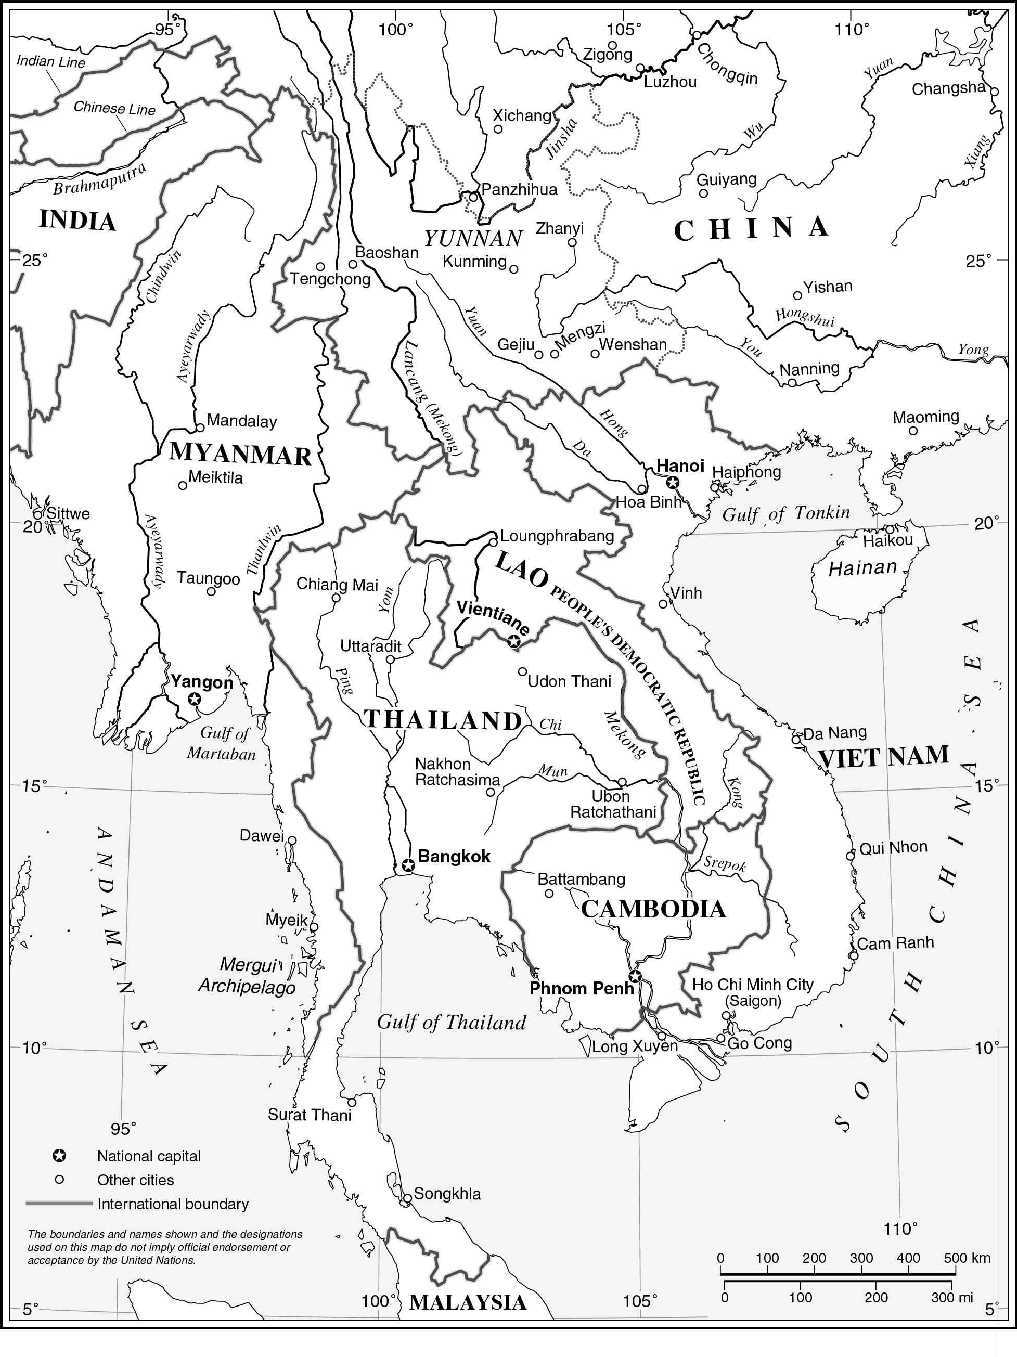 95°
100°
105°
110°
Indian Line
Chinese Line
Brahmaputra
INDIA
Zigong
Luzhou
Chongqin
Yuan
Changsha
Xichang
Jinsha
Wu
Xiang
Guiyang
Panzhihua
CHINA
YUNNAN
Zhanyi
Kunming
25°
25°
Baoshan
Tengchong
Chindwin
Ayeyarwady
Yuan
Yishan
Hongshui
Gejiu
Mengzi
Wenshan
You
Yong
Nanning
Lancang (Mekong)
Mandalay
MYANMAR
Meiktila
Maoming
Hong
Da
Hanoi
Haiphong
Hoa Binh
Gulf of Tonkin
Sittwe
20°
20°
Ayeyarwady
Thanlwin
Haikou
Hainan
Loungphrabang
LAO PEOPLE'S DEMOCRATIC REPUBLIC
Taungoo
Chiang Mai
Yom
Vinh
Vientiane
Uttaradit
Ping
Yangon
Udon Thani
Gulf of
Martaban
THAILAND
Chi
Mekong
Da Nang
VIET NAM
Nakhon
Ratchasima
Mun
Kong
15°
15°
Ubon
Ratchathani
Dawei
Bangkok
Srepok
Qui Nhon
Battambang
CAMBODIA
Myeik
Cam Ranh
Mergui
Archipelago
Phnom Penh
Ho Chi Minh City
(Saigon)
ANDAMAN SEA
Gulf of Thailand
SOUTH CHINA SEA
10°
10°
Long Xuyen
Go Cong
Surat Thani
95°
National capital
Other cities
International boundary
Songkhla
The boundaries and names shown and the designations
used on this map do not imply official endorsement or
acceptance by the United Nations.
110°
0 100 200 300 400 500 km
0 100 200 300 mi
5°
100°
MALAYSIA
105°
5°